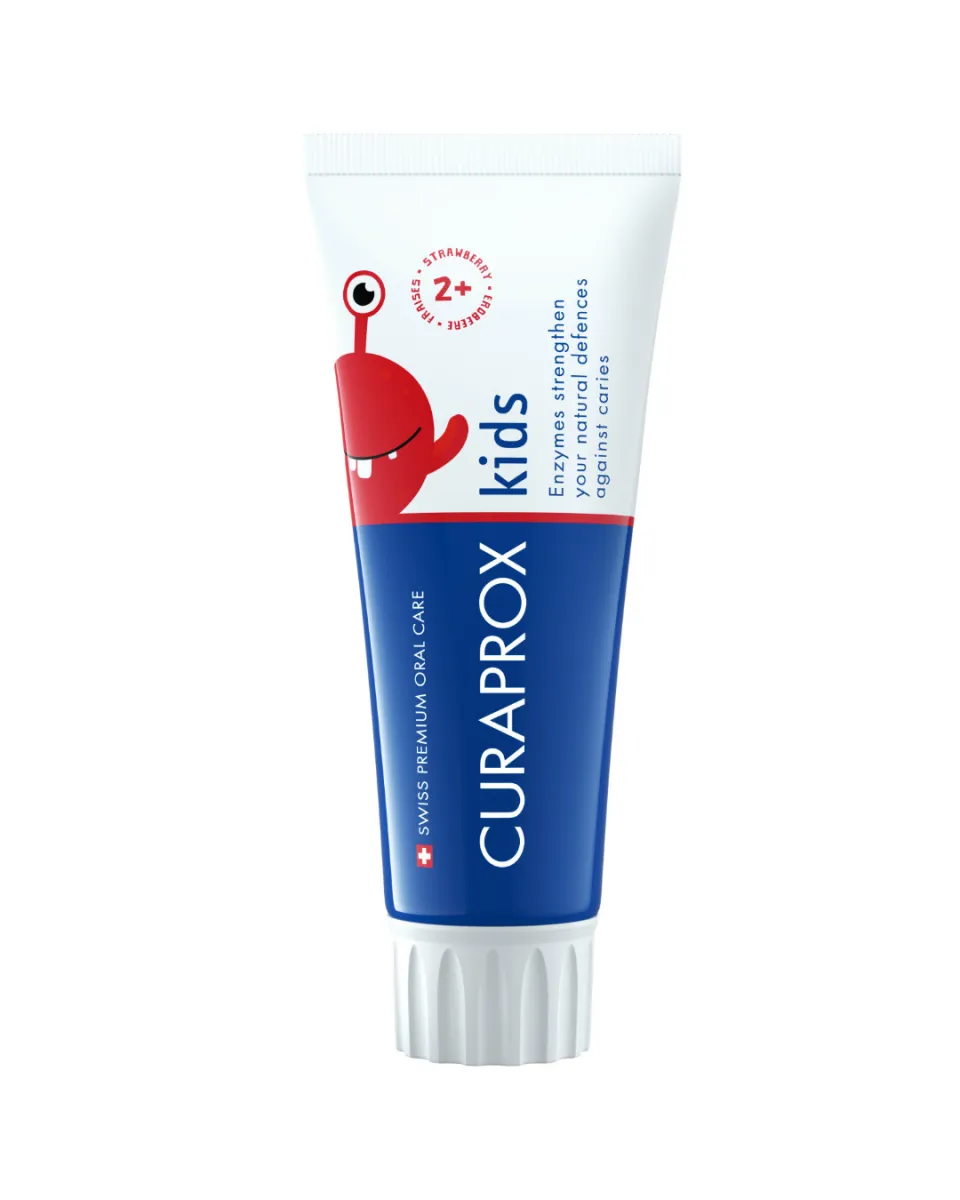 STRAWBERRY • ERDBEERE • FRAISES •
2+
kids
Enzymes strengthen
your natural defences
against caries
CURAPROX
SWISS PREMIUM ORAL CARE